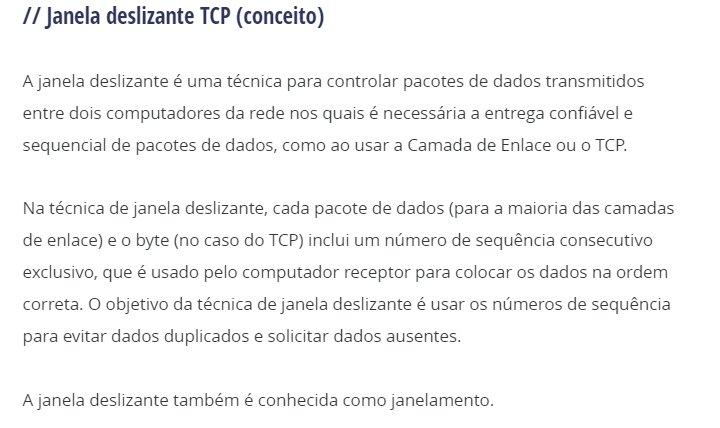 // Janela deslizante TCP (conceito)
A janela deslizante é uma técnica para controlar pacotes de dados transmitidos
entre dois computadores da rede nos quais é necessária a entrega confiável e
sequencial de pacotes de dados, como ao usar a Camada de Enlace ou o TCP.
Na técnica de janela deslizante, cada pacote de dados (para a maioria das camadas
de enlace) e o byte (no caso do TCP) inclui um número de sequência consecutivo
exclusivo, que é usado pelo computador receptor para colocar os dados na ordem
correta. O objetivo da técnica de janela deslizante é usar os números de sequência
para evitar dados duplicados e solicitar dados ausentes.
A janela deslizante também é conhecida como janelamento.